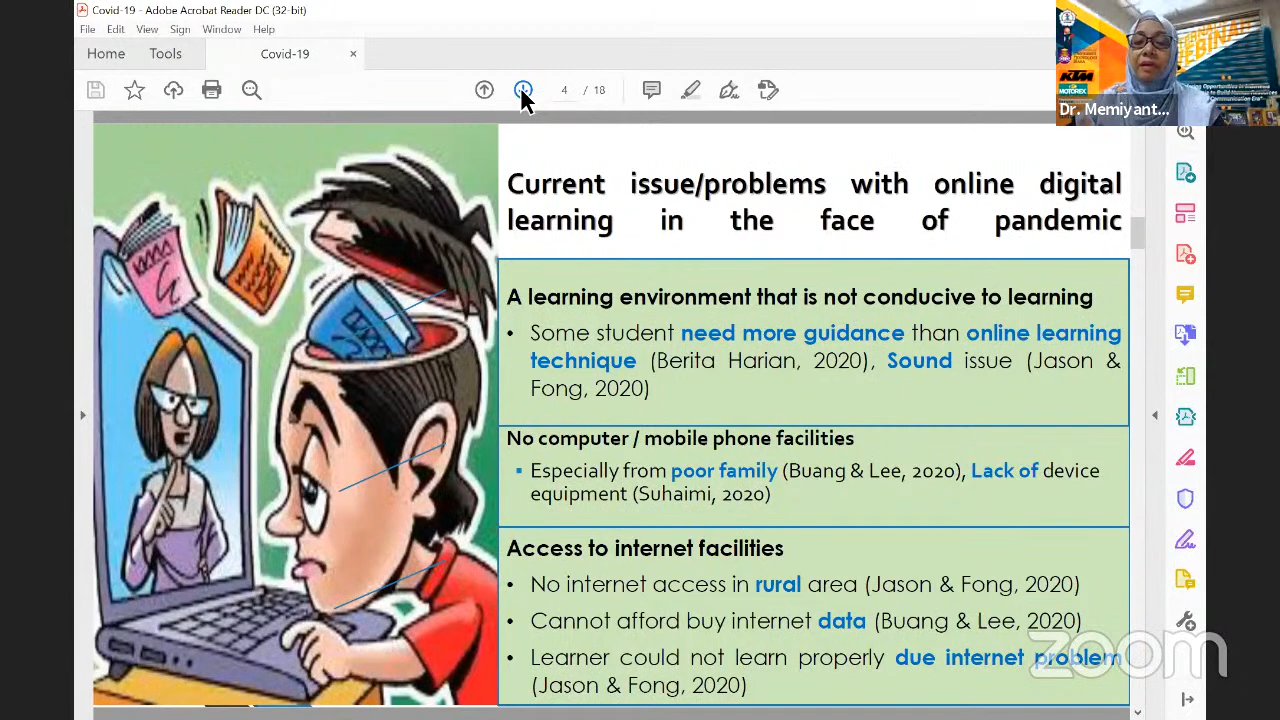 Covid-19 - Adobe Acrobat Reader DC (32-bit)
File Edit View Sign Window Help
Home Tools Covid-19 ×
4 / 18
KTM
MOTOREX
Dr. Memiyant...
Current issue/problems with online digital
learning in the face of pandemic
A learning environment that is not conducive to learning
• Some student need more guidance than online learning
technique (Berita Harian, 2020), Sound issue (Jason &
Fong, 2020)
No computer / mobile phone facilities
▪ Especially from poor family (Buang & Lee, 2020), Lack of device
equipment (Suhaimi, 2020)
Access to internet facilities
• No internet access in rural area (Jason & Fong, 2020)
• Cannot afford buy internet data (Buang & Lee, 2020)
• Learner could not learn properly due internet problem
(Jason & Fong, 2020)
zoom